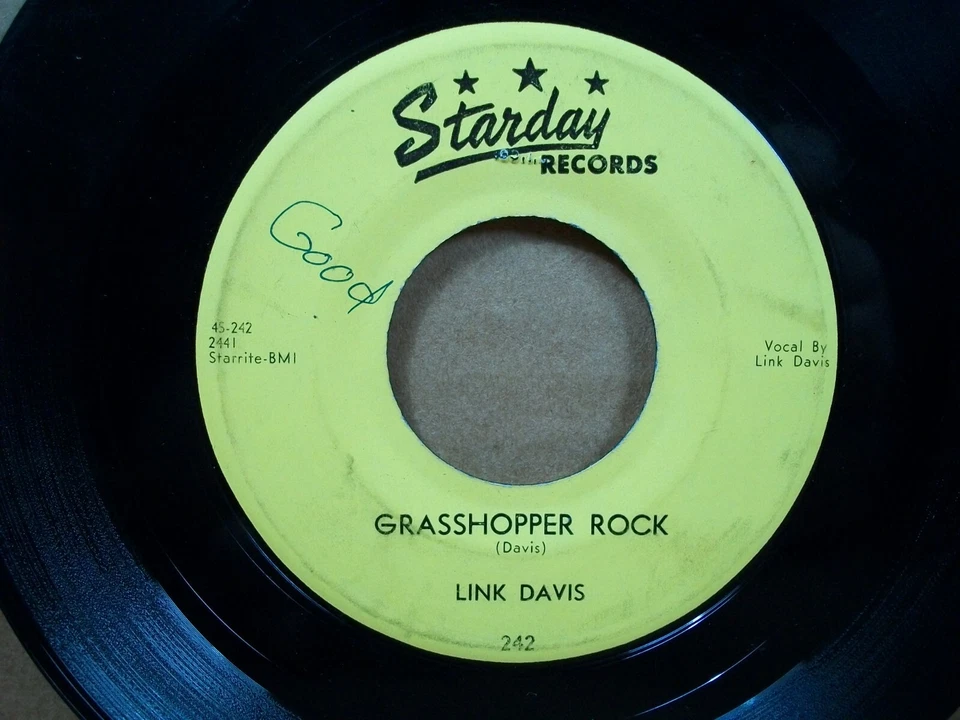 Starday
RECORDS
Good
45-242
2441
Starrite-BMI
Vocal By
Link Davis
GRASSHOPPER ROCK
(Davis)
LINK DAVIS
242